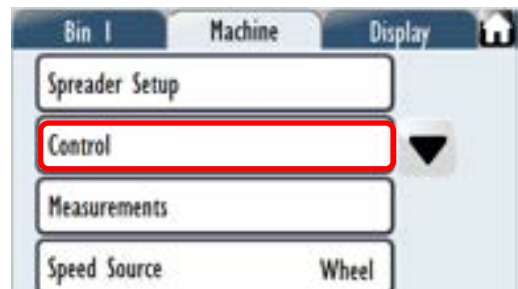 Bin 1 Machine Display
Spreader Setup
Control
Measurements
Speed Source Wheel